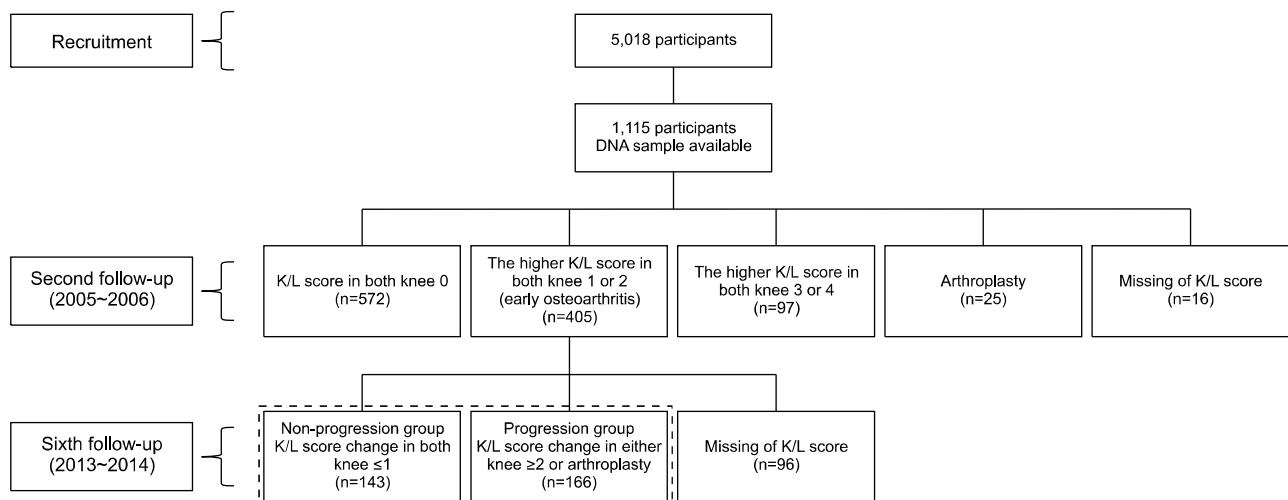 Recruitment
5,018 participants
1,115 participants
DNA sample available
Second follow-up
(2005~2006)
K/L score in both knee 0
(n=572)
The higher K/L score in
both knee 1 or 2
(early osteoarthritis)
(n=405)
The higher K/L score in
both knee 3 or 4
(n=97)
Arthroplasty
(n=25)
Missing of K/L score
(n=16)
Sixth follow-up
(2013~2014)
Non-progression group
K/L score change in both
knee ≤1
(n=143)
Progression group
K/L score change in either
knee ≥2 or arthroplasty
(n=166)
Missing of K/L score
(n=96)